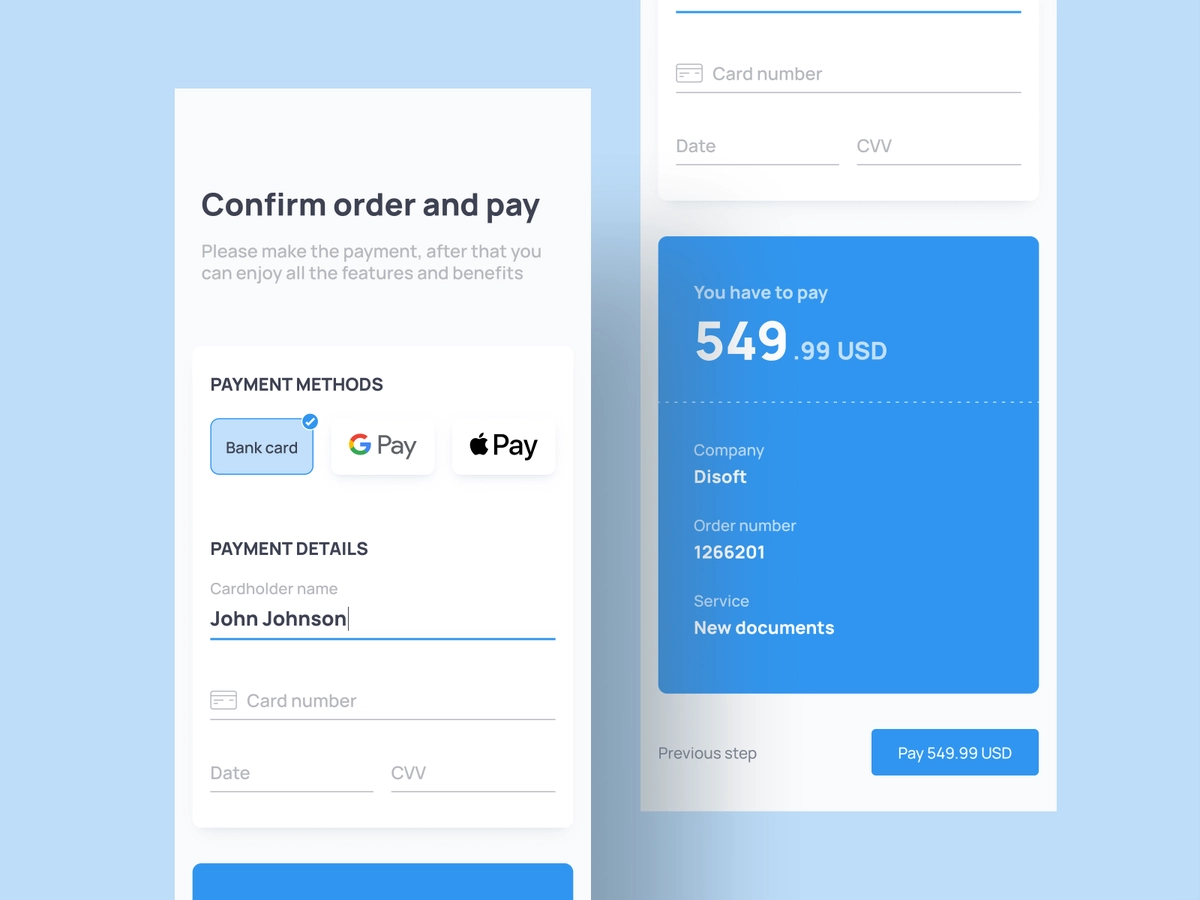 Confirm order and pay
Please make the payment, after that you
can enjoy all the features and benefits
PAYMENT METHODS
Bank card
G Pay
Pay
PAYMENT DETAILS
Cardholder name
John Johnson
Card number
Date
CVV
Card number
Date
CVV
You have to pay
549.99 USD
Company
Disoft
Order number
1266201
Service
New documents
Previous step
Pay 549.99 USD